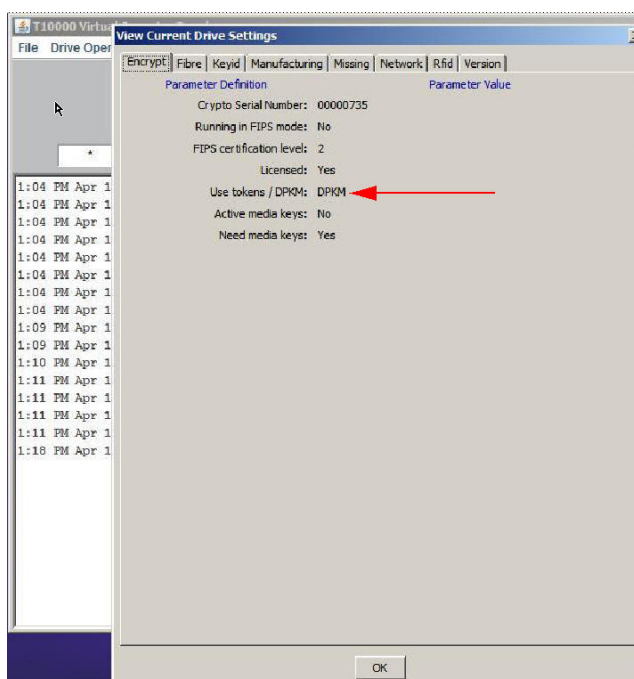 T10000 Virtua
File Drive Oper
*
1:04 PM Apr 1
1:04 PM Apr 1
1:04 PM Apr 1
1:04 PM Apr 1
1:04 PM Apr 1
1:04 PM Apr 1
1:04 PM Apr 1
1:04 PM Apr 1
1:09 PM Apr 1
1:09 PM Apr 1
1:10 PM Apr 1
1:11 PM Apr 1
1:11 PM Apr 1
1:11 PM Apr 1
1:11 PM Apr 1
1:18 PM Apr 1
View Current Drive Settings
Encrypt Fibre Keyid Manufacturing Missing Network Rfid Version
Parameter Definition Parameter Value
Crypto Serial Number: 00000735
Running in FIPS mode: No
FIPS certification level: 2
Licensed: Yes
Use tokens / DPKM: DPKM
Active media keys: No
Need media keys: Yes
OK